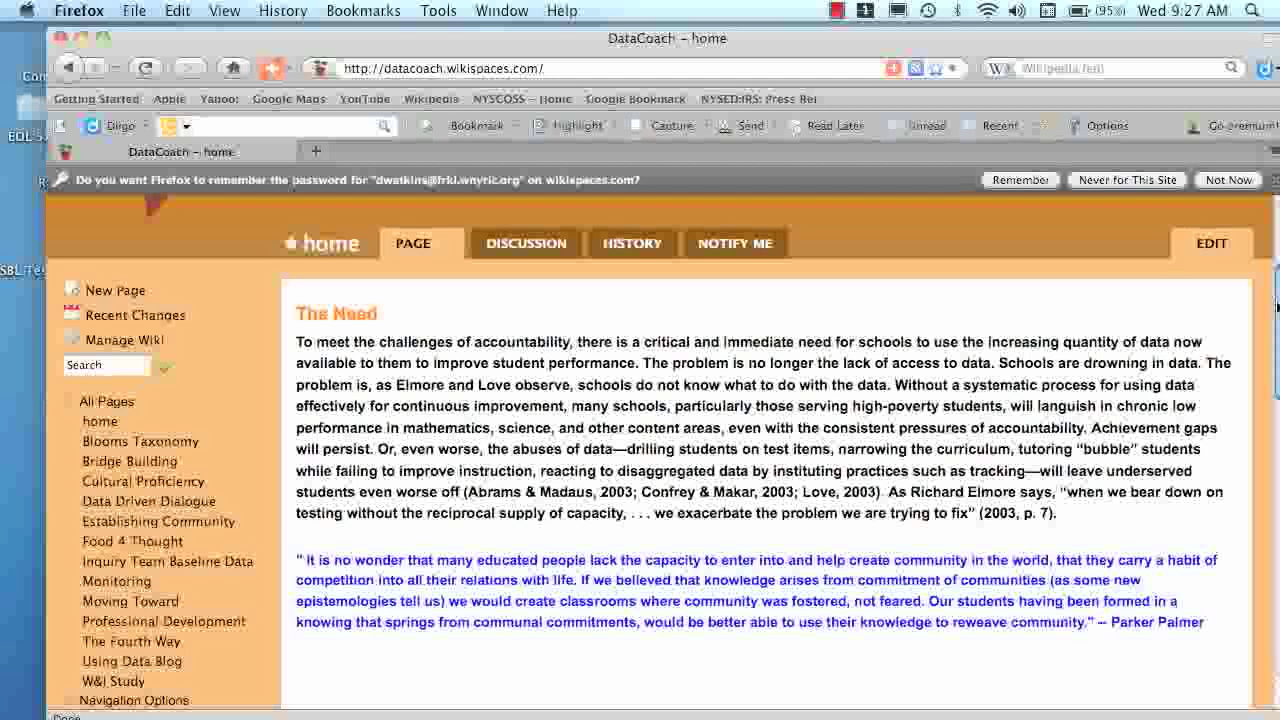 Firefox File Edit View History Bookmarks Tools Window Help (95%) Wed 9:27 AM
DataCoach – home
http://datacoach.wikispaces.com/ Wikipedia (en)
Getting Started Apple Yahoo! Google Maps YouTube Wikipedia NYSCOSS – Home Google Bookmark NYSED:IRS: Press Rel
Diigo Bookmark Highlight Capture Send Read Later Unread Recent Options Go premium!
DataCoach – home
Do you want Firefox to remember the password for "dwatkins@frkl.wnyric.org" on wikispaces.com? Remember Never for This Site Not Now
home PAGE DISCUSSION HISTORY NOTIFY ME EDIT
New Page
Recent Changes
Manage Wiki
Search
All Pages
home
Blooms Taxonomy
Bridge Building
Cultural Proficiency
Data Driven Dialogue
Establishing Community
Food 4 Thought
Inquiry Team Baseline Data
Monitoring
Moving Toward
Professional Development
The Fourth Way
Using Data Blog
W&I Study
Navigation Options
The Need
To meet the challenges of accountability, there is a critical and immediate need for schools to use the increasing quantity of data now
available to them to improve student performance. The problem is no longer the lack of access to data. Schools are drowning in data. The
problem is, as Elmore and Love observe, schools do not know what to do with the data. Without a systematic process for using data
effectively for continuous improvement, many schools, particularly those serving high-poverty students, will languish in chronic low
performance in mathematics, science, and other content areas, even with the consistent pressures of accountability. Achievement gaps
will persist. Or, even worse, the abuses of data—drilling students on test items, narrowing the curriculum, tutoring “bubble” students
while failing to improve instruction, reacting to disaggregated data by instituting practices such as tracking—will leave underserved
students even worse off (Abrams & Madaus, 2003; Confrey & Makar, 2003; Love, 2003). As Richard Elmore says, “when we bear down on
testing without the reciprocal supply of capacity, . . . we exacerbate the problem we are trying to fix” (2003, p. 7).
" It is no wonder that many educated people lack the capacity to enter into and help create community in the world, that they carry a habit of
competition into all their relations with life. If we believed that knowledge arises from commitment of communities (as some new
epistemologies tell us) we would create classrooms where community was fostered, not feared. Our students having been formed in a
knowing that springs from communal commitments, would be better able to use their knowledge to reweave community." – Parker Palmer
Done